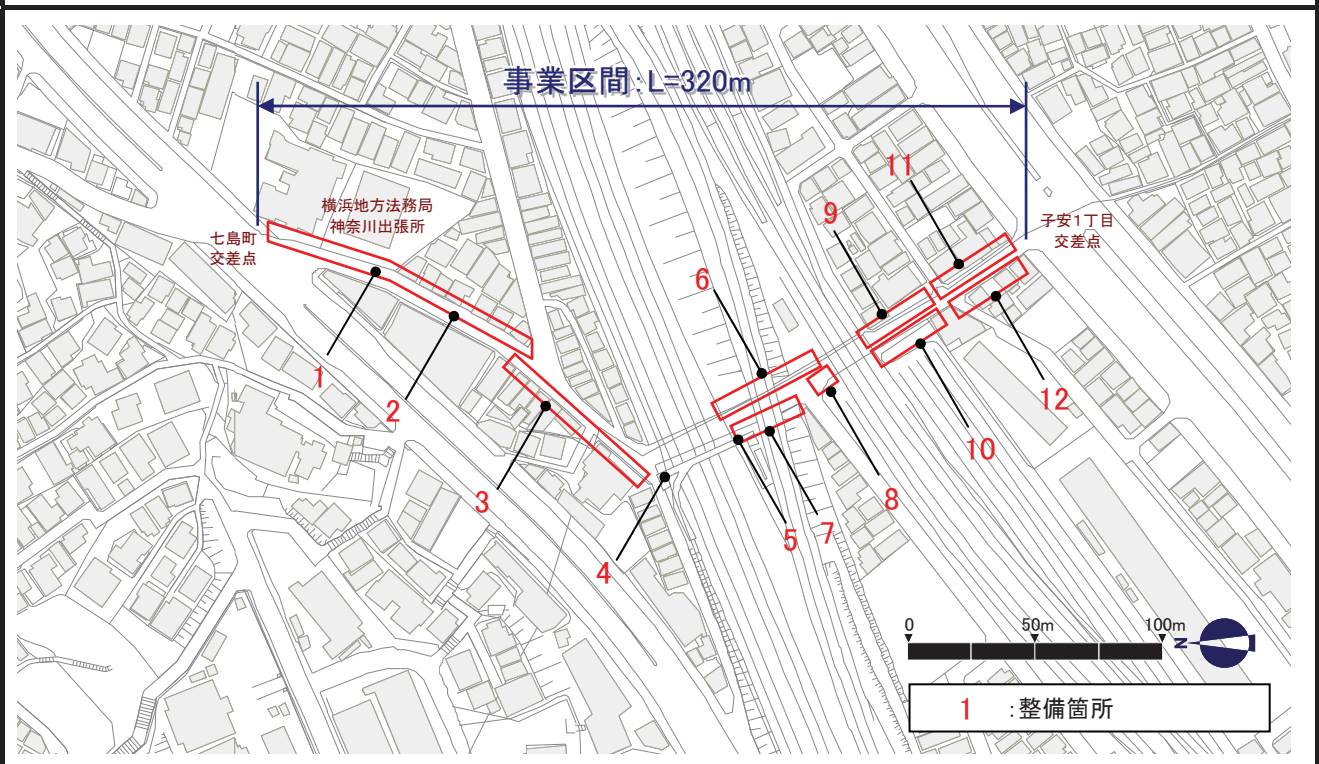 事業区間:L=320m
横浜地方法務局
神奈川出張所
七島町
交差点
子安1丁目
交差点
11
9
6
1
2
3
4
5
7
8
10
12
0 50m 100m
N
1 :整備箇所